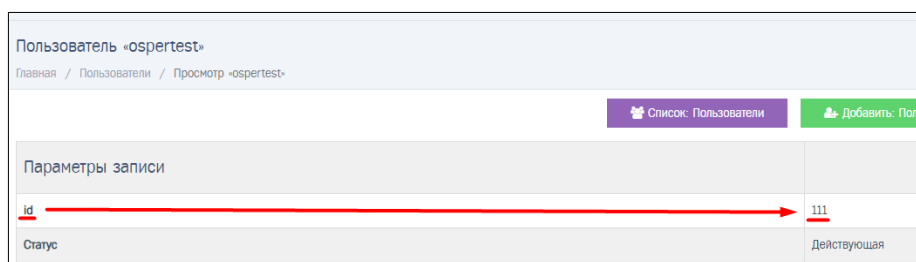 Пользователь «ospertest»
Главная / Пользователи / Просмотр «ospertest»
Список: Пользователи Добавить: Пол
Параметры записи
id 111
Статус Действующая